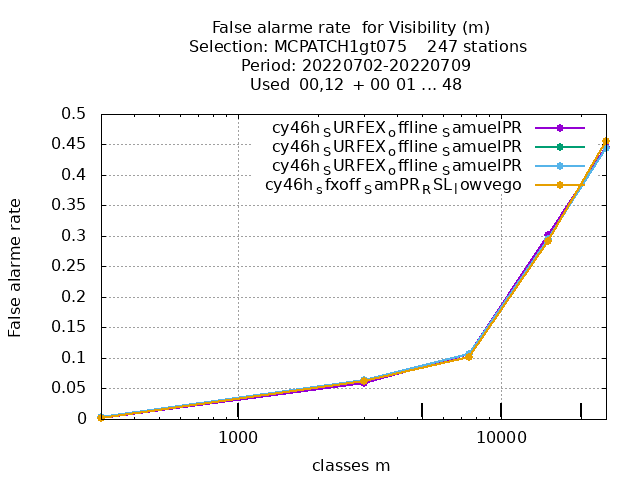 False alarme rate  for Visibility (m)
Selection: MCPATCH1gt075    247 stations
Period: 20220702-20220709
Used  00,12  + 00 01 ... 48
cy46h_SURFEX_offline_SamuelPR
cy46h_SURFEX_offline_SamuelPR
cy46h_SURFEX_offline_SamuelPR
cy46h_sfxoff_SamPR_RSL_lowvego
0.5
0.45
0.4
0.35
0.3
0.25
0.2
0.15
0.1
0.05
0
False alarme rate
1000
10000
classes m